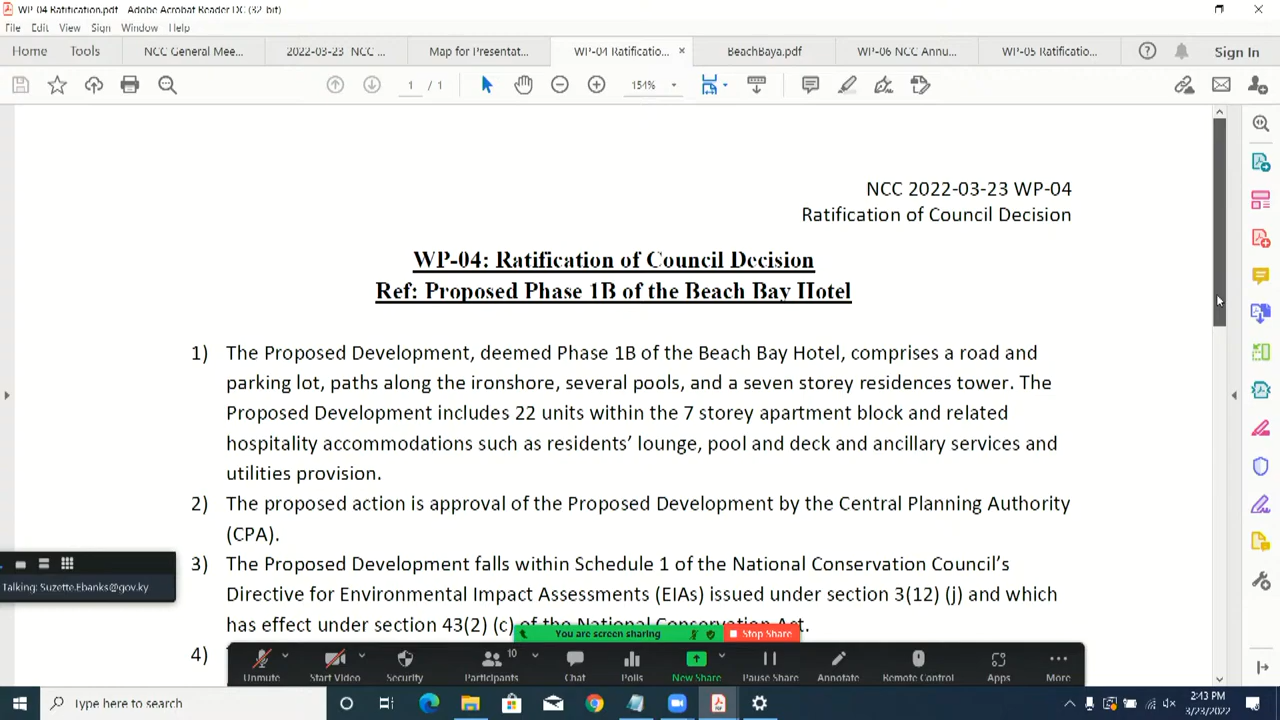 WP-04 Ratification.pdf - Adobe Acrobat Reader DC (32-bit)
File Edit View Sign Window Help
Home Tools NCC General Mee... 2022-03-23 NCC ... Map for Presentat... WP-04 Ratificatio... × BeachBaya.pdf WP-06 NCC Annu... WP-05 Ratificatio... Sign In
1 / 1 154%
NCC 2022-03-23 WP-04
Ratification of Council Decision
WP-04: Ratification of Council Decision
Ref: Proposed Phase 1B of the Beach Bay Hotel
1) The Proposed Development, deemed Phase 1B of the Beach Bay Hotel, comprises a road and
parking lot, paths along the ironshore, several pools, and a seven storey residences tower. The
Proposed Development includes 22 units within the 7 storey apartment block and related
hospitality accommodations such as residents' lounge, pool and deck and ancillary services and
utilities provision.
2) The proposed action is approval of the Proposed Development by the Central Planning Authority
(CPA).
3) The Proposed Development falls within Schedule 1 of the National Conservation Council's
Directive for Environmental Impact Assessments (EIAs) issued under section 3(12) (j) and which
has effect under section 43(2) (c) of the National Conservation Act.
4)
Talking: Suzette.Ebanks@gov.ky
You are screen sharing Stop Share
10
Unmute Start Video Security Participants Chat Polls New Share Pause Share Annotate Remote Control Apps More
Type here to search
2:43 PM
3/23/2022